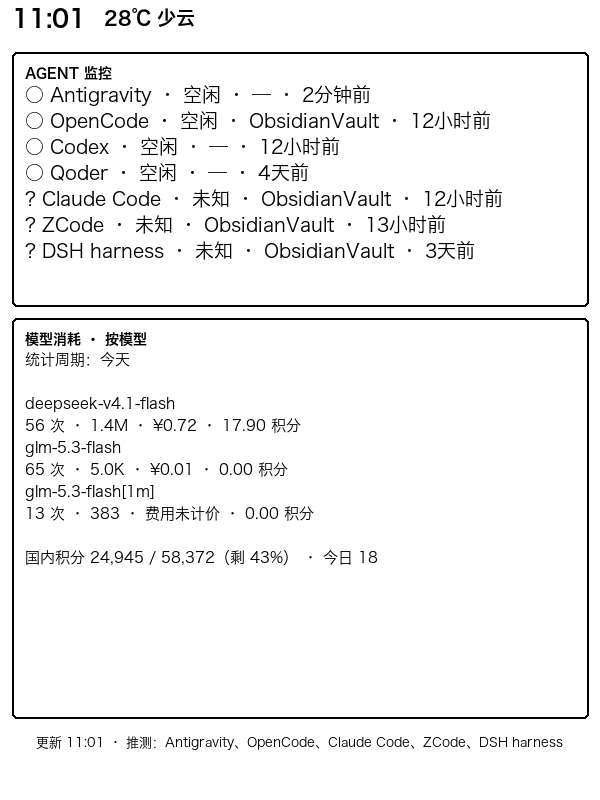 11:01 28℃ 少云
AGENT 监控
○ Antigravity · 空闲 · — · 2分钟前
○ OpenCode · 空闲 · ObsidianVault · 12小时前
○ Codex · 空闲 · — · 12小时前
○ Qoder · 空闲 · — · 4天前
? Claude Code · 未知 · ObsidianVault · 12小时前
? ZCode · 未知 · ObsidianVault · 13小时前
? DSH harness · 未知 · ObsidianVault · 3天前
模型消耗 · 按模型
统计周期：今天
deepseek-v4.1-flash
56 次 · 1.4M · ¥0.72 · 17.90 积分
glm-5.3-flash
65 次 · 5.0K · ¥0.01 · 0.00 积分
glm-5.3-flash[1m]
13 次 · 383 · 费用未计价 · 0.00 积分
国内积分 24,945 / 58,372（剩 43%） · 今日 18
更新 11:01 · 推测：Antigravity、OpenCode、Claude Code、ZCode、DSH harness